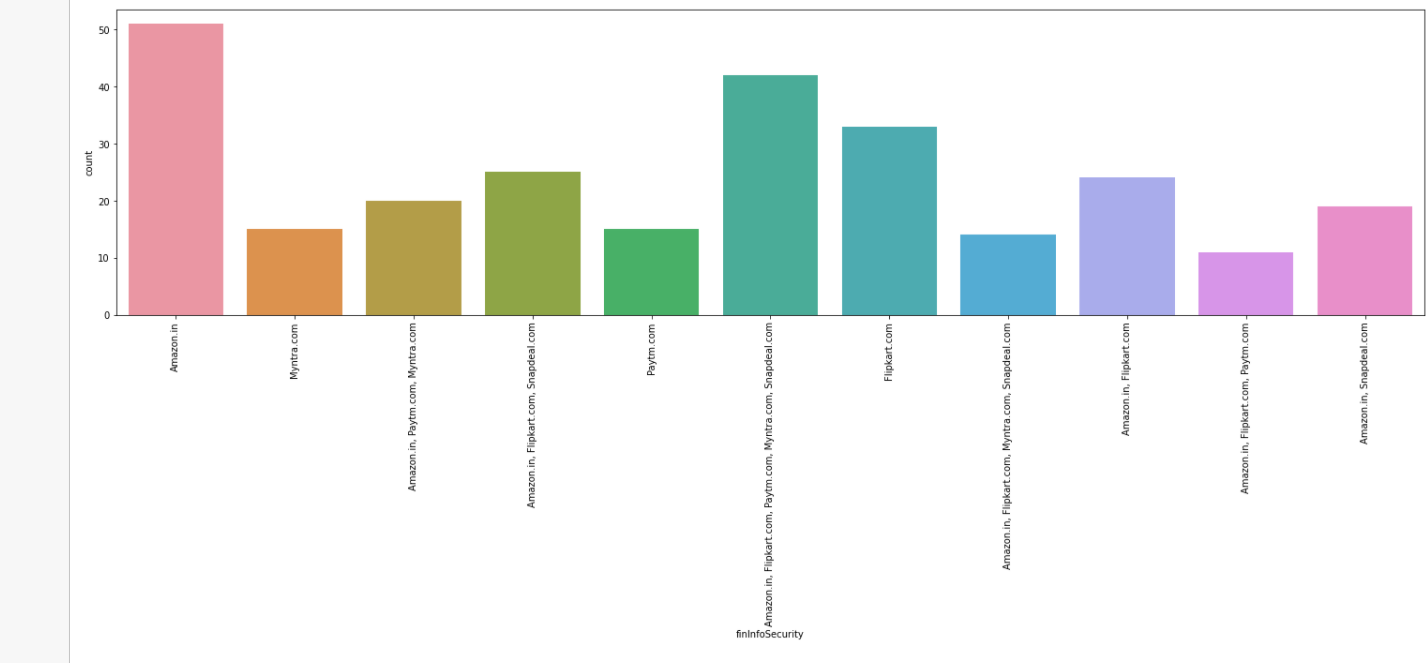 50
40
30
20
10
0
count
Amazon.in
Myntra.com
Amazon.in, Paytm.com, Myntra.com
Amazon.in, Flipkart.com, Snapdeal.com
Paytm.com
Amazon.in, Flipkart.com, Paytm.com, Myntra.com, Snapdeal.com
Flipkart.com
Amazon.in, Flipkart.com, Myntra.com, Snapdeal.com
Amazon.in, Flipkart.com
Amazon.in, Flipkart.com, Paytm.com
Amazon.in, Snapdeal.com
finInfoSecurity